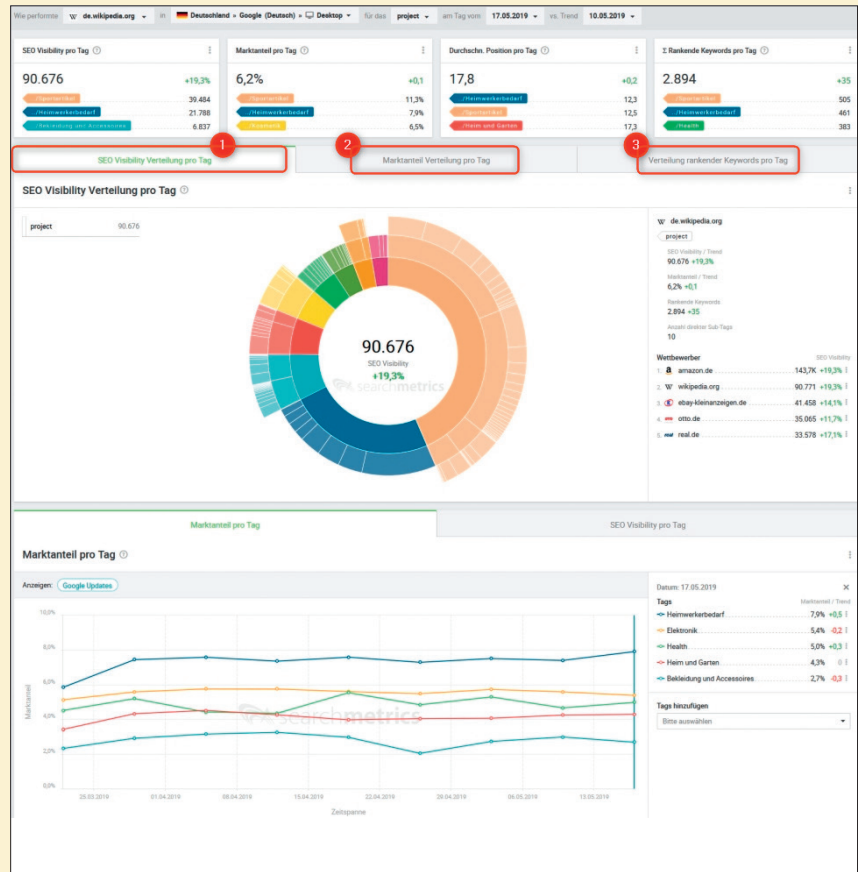 Wie performte W de.wikipedia.org in Deutschland » Google (Deutsch) » Desktop für das project am Tag vom 17.05.2019 vs. Trend 10.05.2019
SEO Visibility pro Tag
90.676 +19,3%
/Sportartikel 39.484
/Heimwerkerbedarf 21.788
/Bekleidung und Accessoires 6.837
Marktanteil pro Tag
6,2% +0,1
/Sportartikel 11,3%
/Heimwerkerbedarf 7,9%
/Kosmetik 6,5%
Durchschn. Position pro Tag
17,8 +0,2
/Heimwerkerbedarf 12,3
/Sportartikel 12,5
/Heim und Garten 17,3
Σ Rankende Keywords pro Tag
2.894 +35
/Sportartikel 505
/Heimwerkerbedarf 461
/Health 383
1 2 3
SEO Visibility Verteilung pro Tag Marktanteil Verteilung pro Tag Verteilung rankender Keywords pro Tag
SEO Visibility Verteilung pro Tag
project 90.676
90.676
SEO Visibility
+19,3%
searchmetrics
W de.wikipedia.org
project
SEO Visibility / Trend
90.676 +19,3%
Marktanteil / Trend
6,2% +0,1
Rankende Keywords
2.894 +35
Anzahl direkter Sub-Tags
10
Wettbewerber SEO Visibility
1. amazon.de 143,7K +19,3%
2. W wikipedia.org 90.771 +19,3%
3. ebay-kleinanzeigen.de 41.458 +14,1%
4. otto.de 35.065 +11,7%
5. real.de 33.578 +17,1%
Marktanteil pro Tag SEO Visibility pro Tag
Marktanteil pro Tag
Anzeigen: Google Updates
10,0%
8,0%
6,0%
4,0%
2,0%
0,0%
Marktanteil
searchmetrics
25.03.2019 01.04.2019 08.04.2019 15.04.2019 22.04.2019 29.04.2019 06.05.2019 13.05.2019
Zeitspanne
Datum: 17.05.2019
Tags Marktanteil / Trend
Heimwerkerbedarf 7,9% +0,5
Elektronik 5,4% -0,2
Health 5,0% +0,3
Heim und Garten 4,3% 0
Bekleidung und Accessoires 2,7% -0,3
Tags hinzufügen
Bitte auswählen